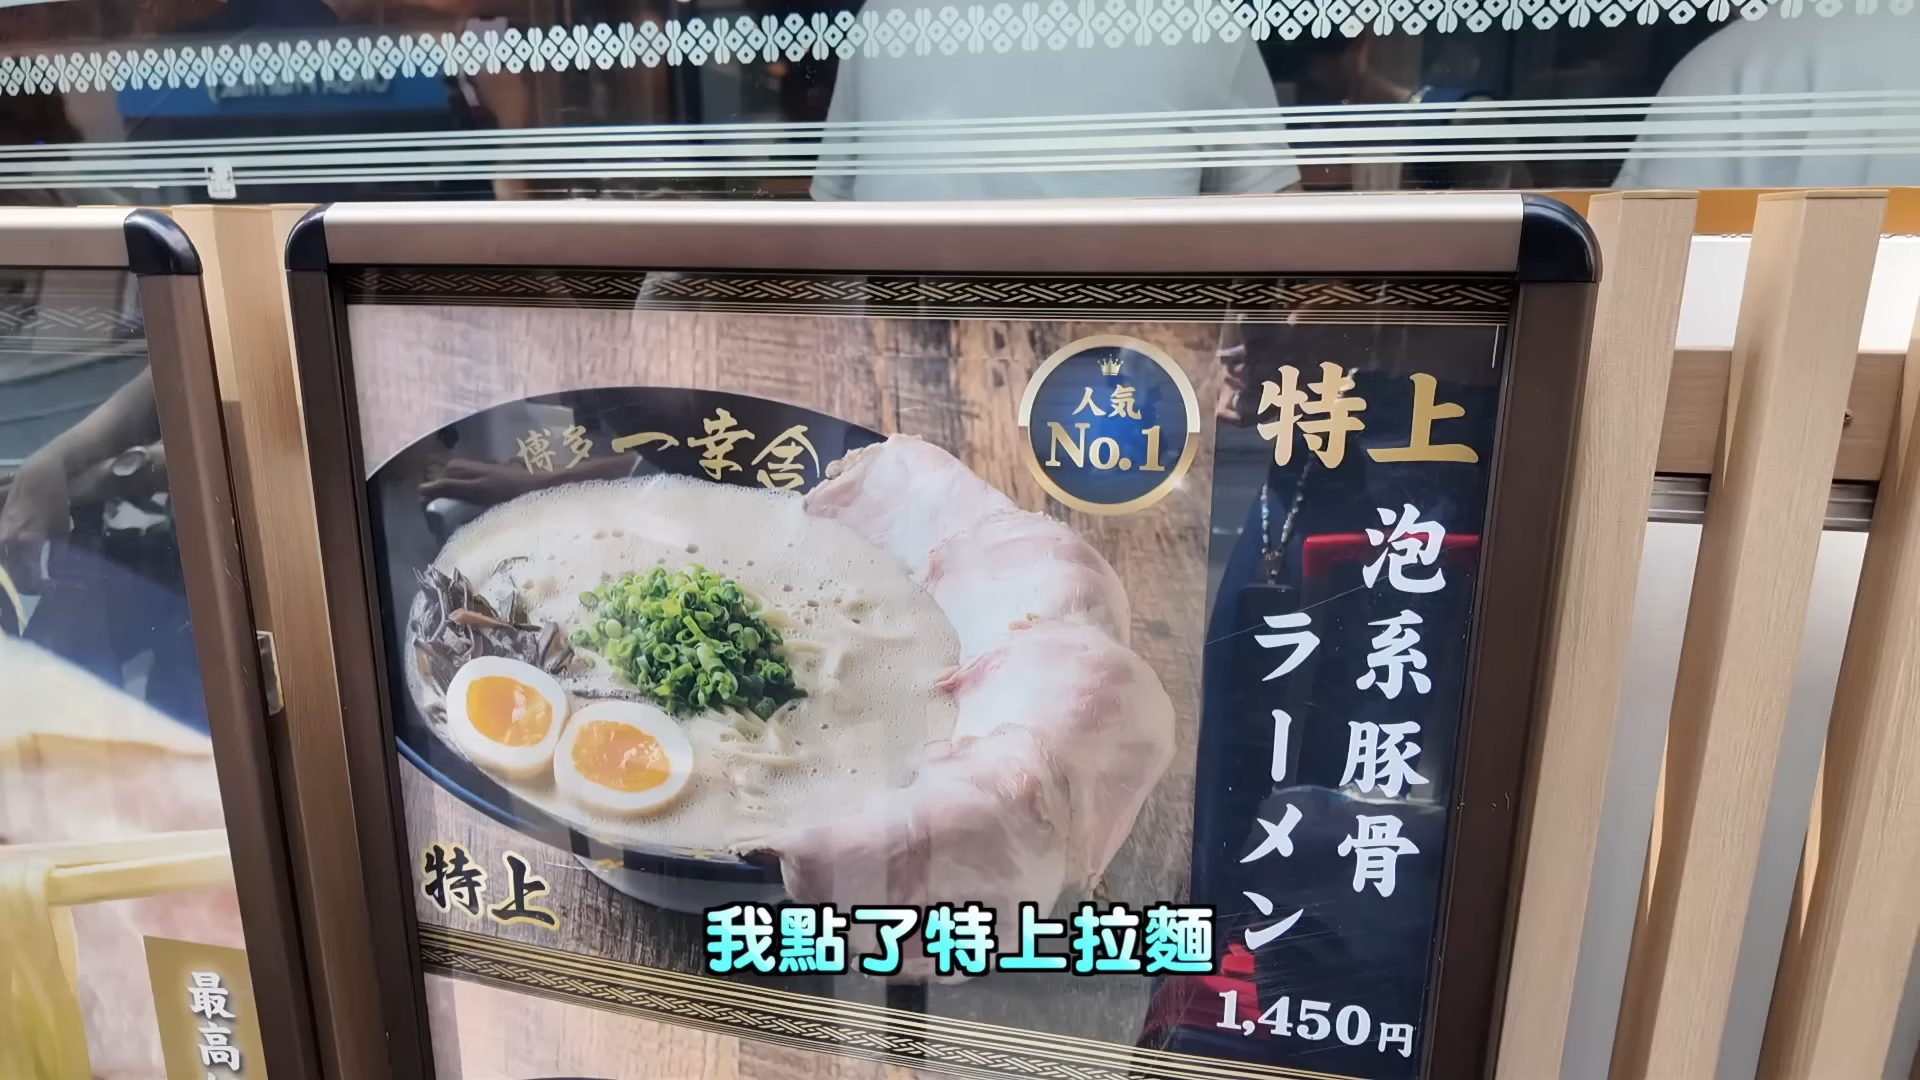 博多一幸舎
人気
No.1
特上
泡系豚骨
ラーメン
1,450円
特上
最高
我點了特上拉麵